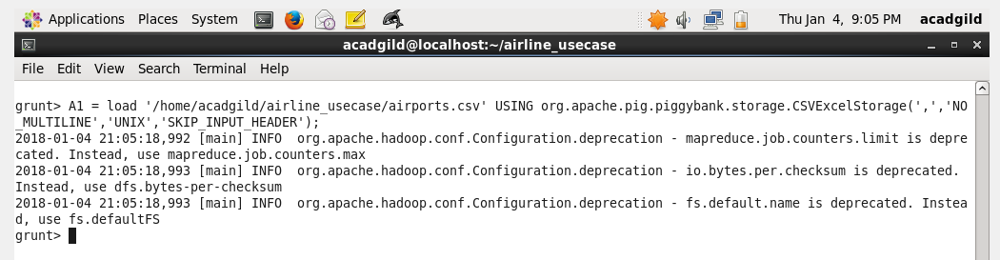 Applications Places System Thu Jan 4, 9:05 PM acadgild
acadgild@localhost:~/airline_usecase
File Edit View Search Terminal Help
grunt> A1 = load '/home/acadgild/airline_usecase/airports.csv' USING org.apache.pig.piggybank.storage.CSVExcelStorage(',','NO
_MULTILINE','UNIX','SKIP_INPUT_HEADER');
2018-01-04 21:05:18,992 [main] INFO  org.apache.hadoop.conf.Configuration.deprecation - mapreduce.job.counters.limit is depre
cated. Instead, use mapreduce.job.counters.max
2018-01-04 21:05:18,993 [main] INFO  org.apache.hadoop.conf.Configuration.deprecation - io.bytes.per.checksum is deprecated.
Instead, use dfs.bytes-per-checksum
2018-01-04 21:05:18,993 [main] INFO  org.apache.hadoop.conf.Configuration.deprecation - fs.default.name is deprecated. Instea
d, use fs.defaultFS
grunt>